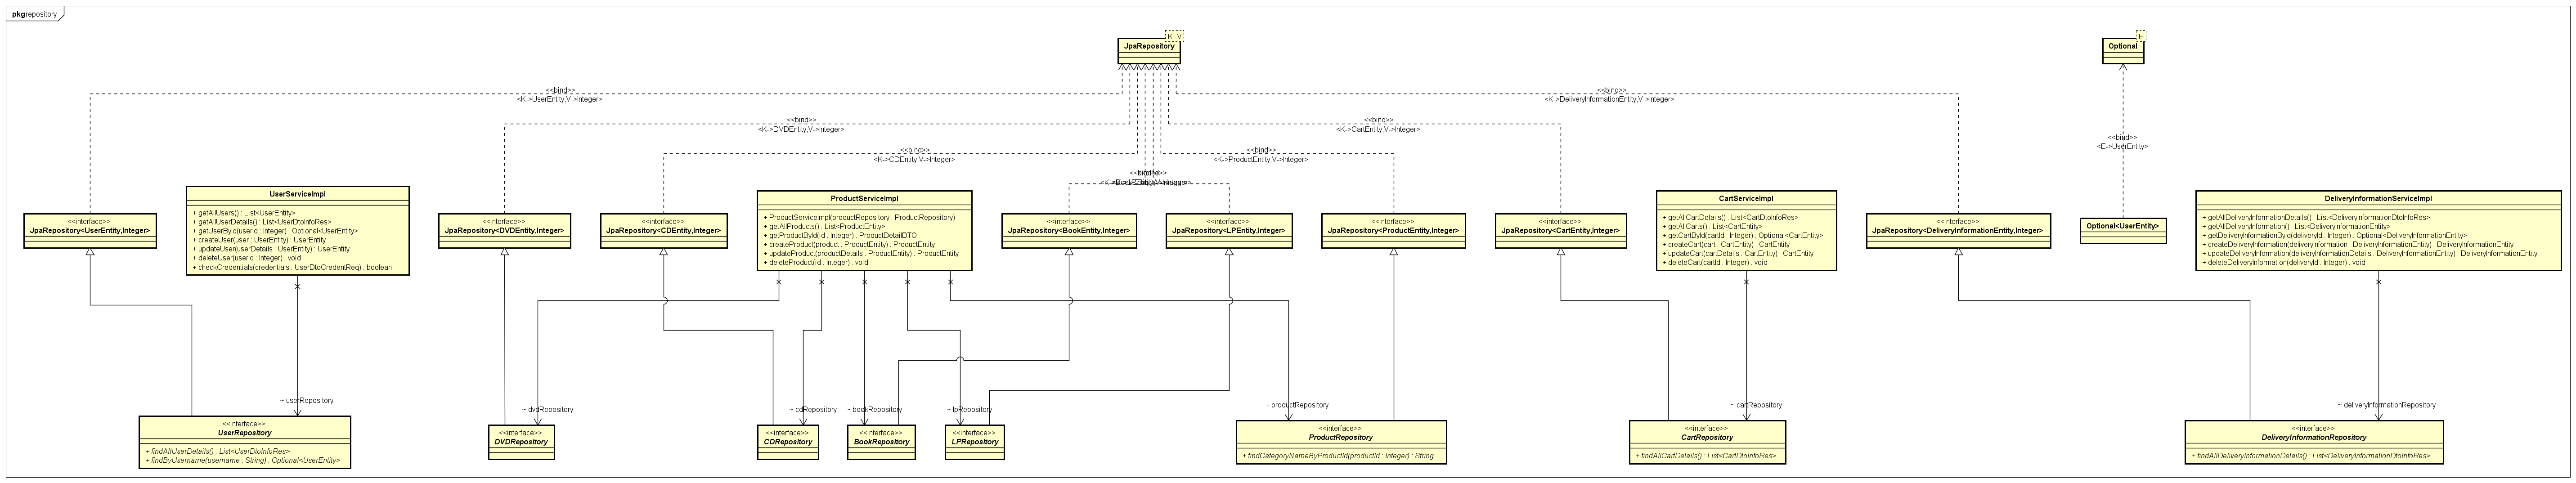 pkg repository
K, V
JpaRepository
E
Optional
<<bind>>
<K->UserEntity,V->Integer>
<<bind>>
<K->DeliveryInformationEntity,V->Integer>
<<bind>>
<K->DVDEntity,V->Integer>
<<bind>>
<K->CartEntity,V->Integer>
<<bind>>
<E->UserEntity>
<<bind>>
<K->CDEntity,V->Integer>
<<bind>>
<K->ProductEntity,V->Integer>
<<interface>>
JpaRepository<UserEntity,Integer>
UserServiceImpl
+ getAllUsers() : List<UserEntity>
+ getAllUserDetails() : List<UserDtoInfoRes>
+ getUserById(userId : Integer) : Optional<UserEntity>
+ createUser(user : UserEntity) : UserEntity
+ updateUser(userDetails : UserEntity) : UserEntity
+ deleteUser(userId : Integer) : void
+ checkCredentials(credentials : UserDtoCredentReq) : boolean
<<interface>>
JpaRepository<DVDEntity,Integer>
<<interface>>
JpaRepository<CDEntity,Integer>
ProductServiceImpl
+ ProductServiceImpl(productRepository : ProductRepository)
+ getAllProducts() : List<ProductEntity>
+ getProductById(id : Integer) : ProductDetailDTO
+ createProduct(product : ProductEntity) : ProductEntity
+ updateProduct(productDetails : ProductEntity) : ProductEntity
+ deleteProduct(id : Integer) : void
<<interface>>
JpaRepository<BookEntity,Integer>
<<interface>>
JpaRepository<LPEntity,Integer>
<<interface>>
JpaRepository<ProductEntity,Integer>
<<interface>>
JpaRepository<CartEntity,Integer>
CartServiceImpl
+ getAllCartDetails() : List<CartDtoInfoRes>
+ getAllCarts() : List<CartEntity>
+ getCartById(cartId : Integer) : Optional<CartEntity>
+ createCart(cart : CartEntity) : CartEntity
+ updateCart(cartDetails : CartEntity) : CartEntity
+ deleteCart(cartId : Integer) : void
<<interface>>
JpaRepository<DeliveryInformationEntity,Integer>
Optional<UserEntity>
DeliveryInformationServiceImpl
+ getAllDeliveryInformationDetails() : List<DeliveryInformationDtoInfoRes>
+ getAllDeliveryInformation() : List<DeliveryInformationEntity>
+ getDeliveryInformationById(deliveryId : Integer) : Optional<DeliveryInformationEntity>
+ createDeliveryInformation(deliveryInformation : DeliveryInformationEntity) : DeliveryInformationEntity
+ updateDeliveryInformation(deliveryInformationDetails : DeliveryInformationEntity) : DeliveryInformationEntity
+ deleteDeliveryInformation(deliveryId : Integer) : void
~ userRepository
~ dvdRepository
~ cdRepository
~ bookRepository
~ lpRepository
- productRepository
~ cartRepository
~ deliveryInformationRepository
<<interface>>
UserRepository
+ findAllUserDetails() : List<UserDtoInfoRes>
+ findByUsername(username : String) : Optional<UserEntity>
<<interface>>
DVDRepository
<<interface>>
CDRepository
<<interface>>
BookRepository
<<interface>>
LPRepository
<<interface>>
ProductRepository
+ findCategoryNameByProductId(productId : Integer) : String
<<interface>>
CartRepository
+ findAllCartDetails() : List<CartDtoInfoRes>
<<interface>>
DeliveryInformationRepository
+ findAllDeliveryInformationDetails() : List<DeliveryInformationDtoInfoRes>